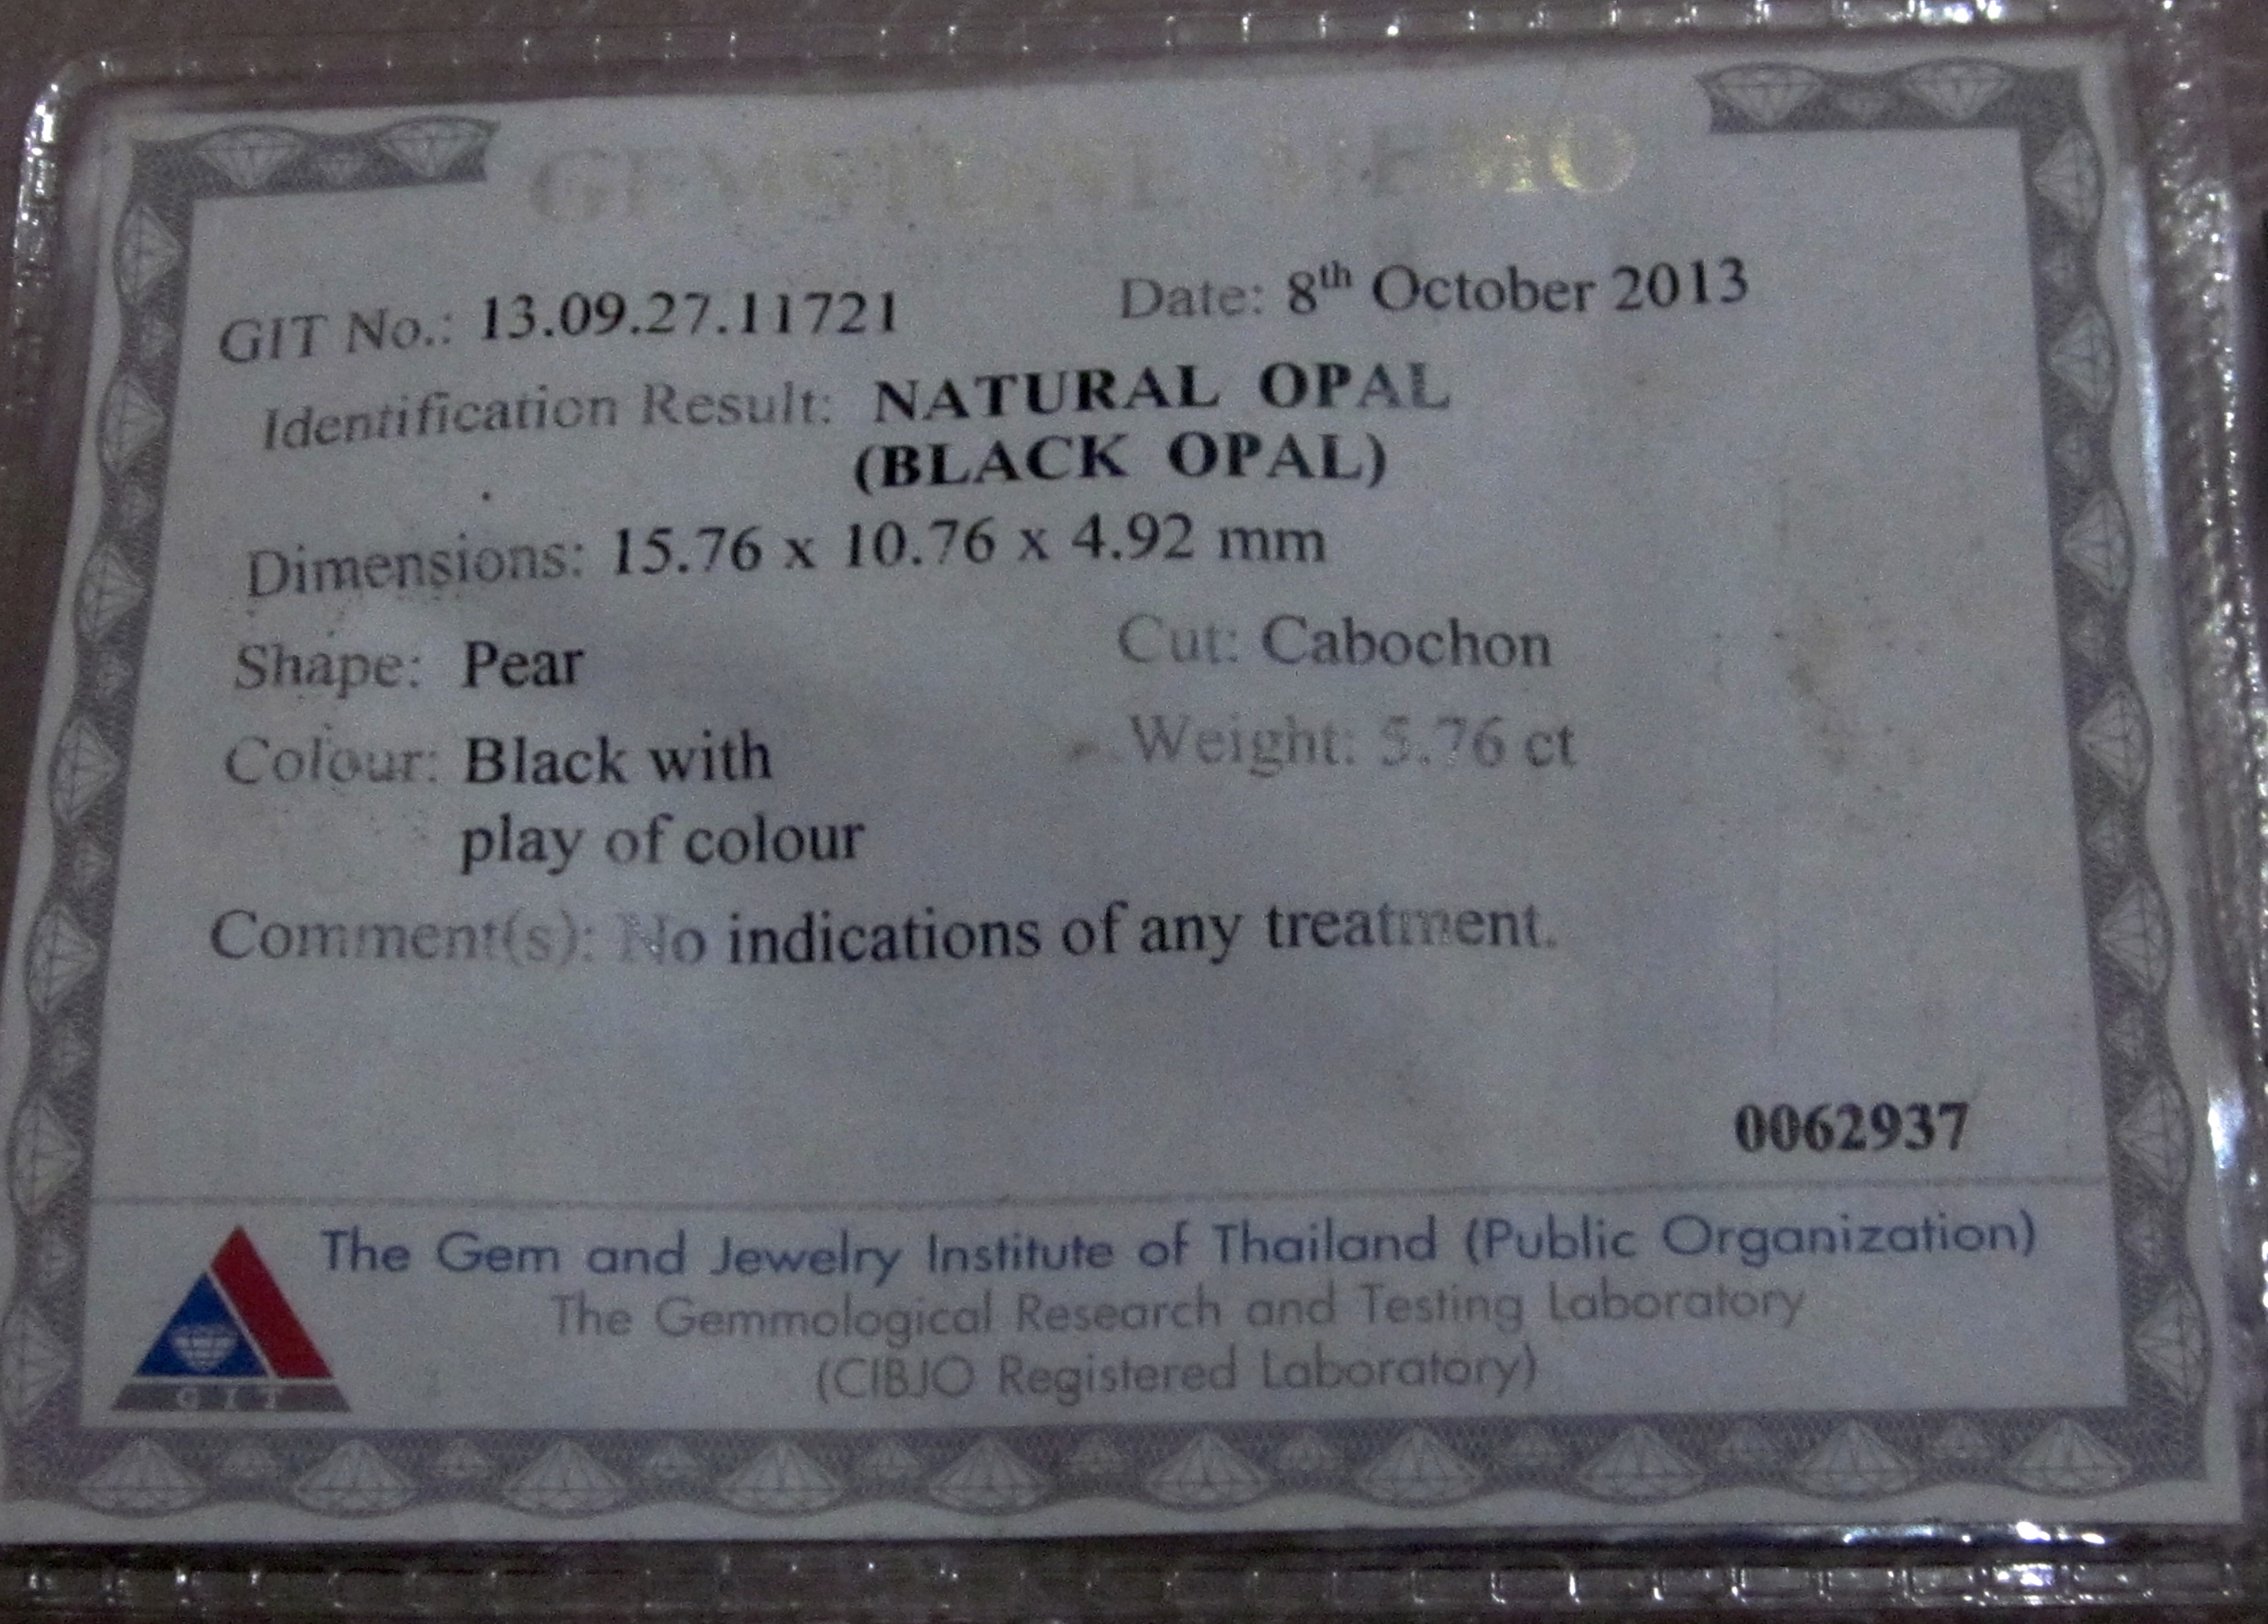 GEMSTONE MEMO
GIT No.: 13.09.27.11721 Date: 8th October 2013
Identification Result: NATURAL OPAL
(BLACK OPAL)
Dimensions: 15.76 x 10.76 x 4.92 mm
Shape: Pear Cut: Cabochon
Colour: Black with Weight: 5.76 ct
play of colour
Comment(s): No indications of any treatment.
0062937
The Gem and Jewelry Institute of Thailand (Public Organization)
The Gemmological Research and Testing Laboratory
(CIBJO Registered Laboratory)
GIT